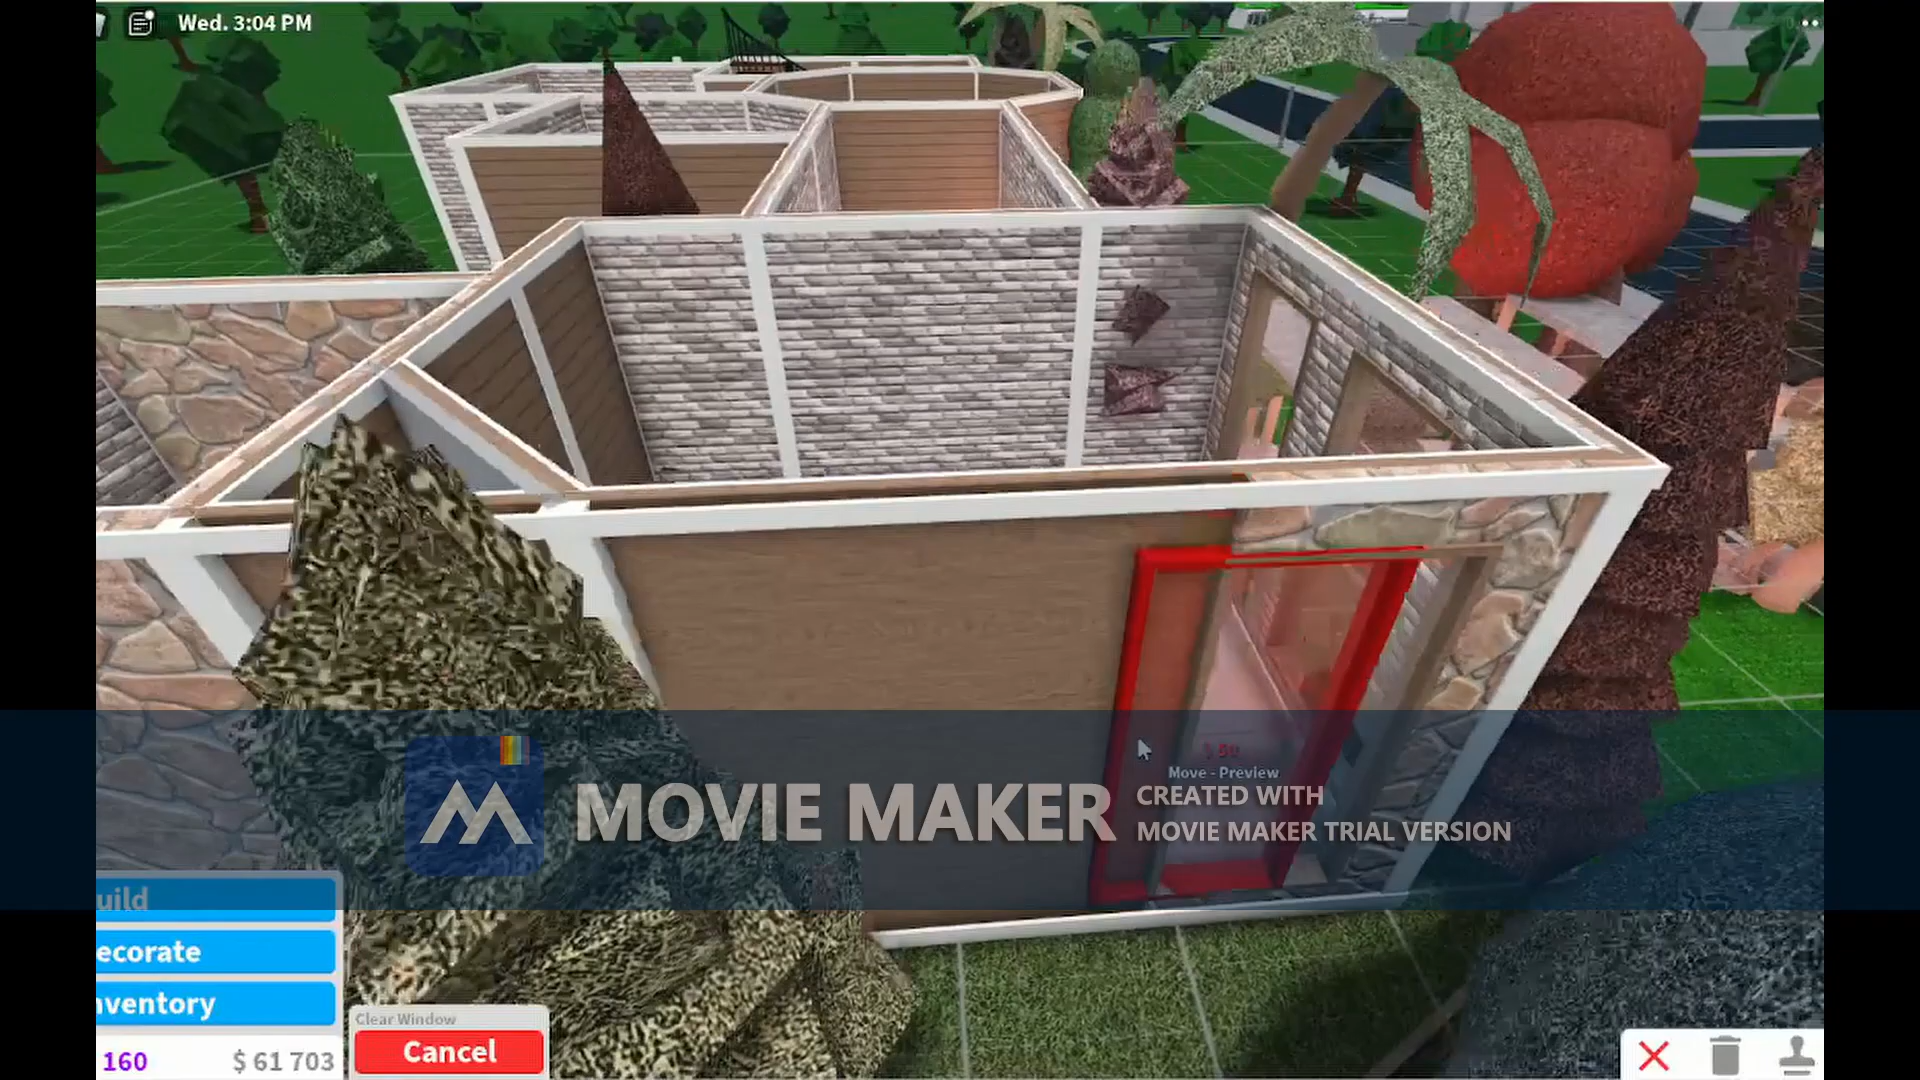 Wed. 3:04 PM
$ 50
Move - Preview
MOVIE MAKER
CREATED WITH
MOVIE MAKER TRIAL VERSION
uild
ecorate
nventory
160
$ 61 703
Clear Window
Cancel